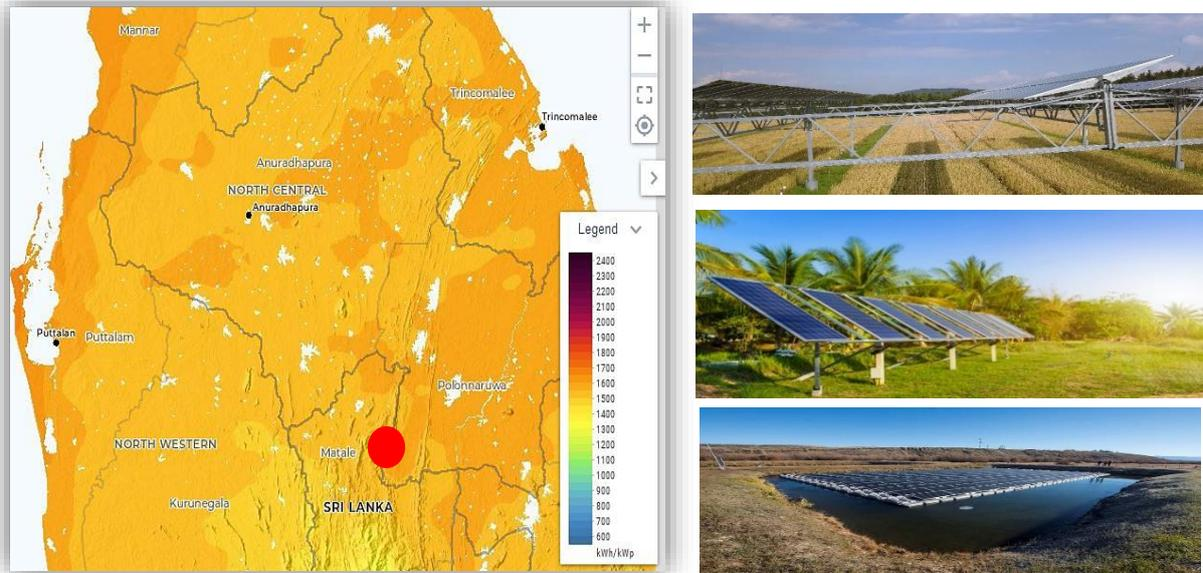 Mannar
Trincomalee
Trincomalee
Anuradhapura
NORTH CENTRAL
Anuradhapura
Legend
2400
2300
2200
2100
2000
1900
1800
1700
1600
1500
1400
1300
1200
1100
1000
900
800
700
600
kWh/kWp
Puttalan
Puttalam
Polonnaruwa
NORTH WESTERN
Matale
Kurunegala
SRI LANKA